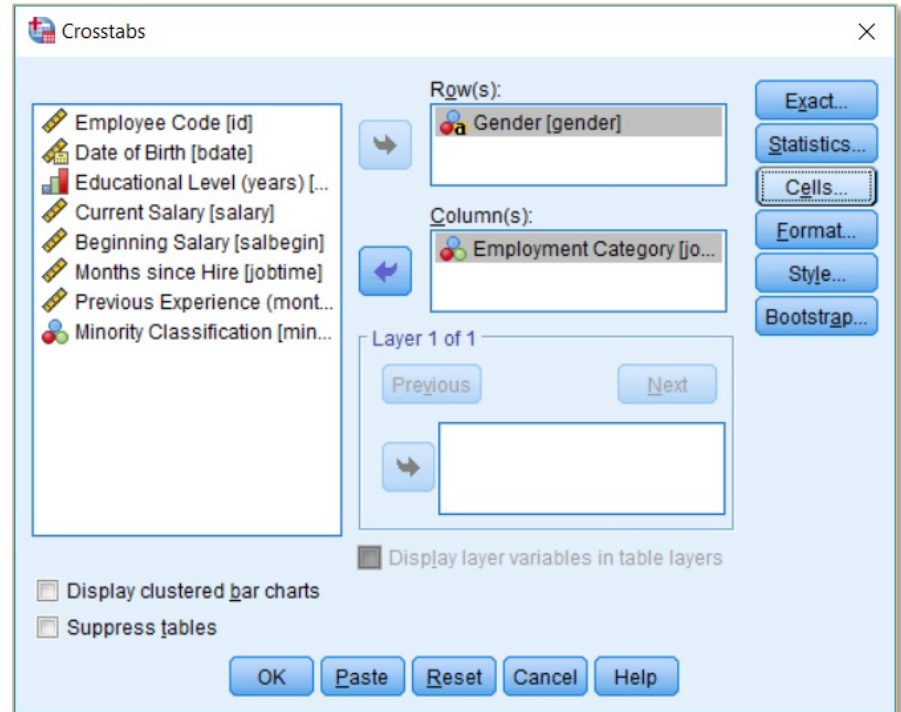 Crosstabs
Employee Code [id]
Date of Birth [bdate]
Educational Level (years) [...
Current Salary [salary]
Beginning Salary [salbegin]
Months since Hire [jobtime]
Previous Experience (mont...
Minority Classification [min...
Row(s):
a Gender [gender]
Column(s):
Employment Category [jo...
Layer 1 of 1
Previous
Next
Display layer variables in table layers
Exact...
Statistics...
Cells...
Format...
Style...
Bootstrap...
Display clustered bar charts
Suppress tables
OK Paste Reset Cancel Help